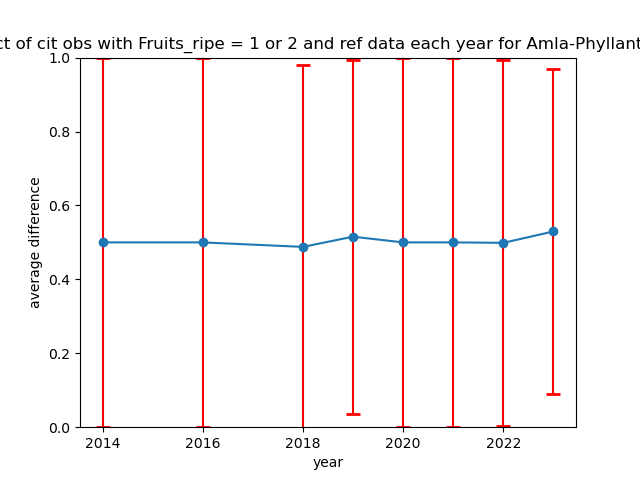 ct of cit obs with Fruits_ripe = 1 or 2 and ref data each year for Amla-Phyllant
1.0
0.8
0.6
0.4
0.2
0.0
average difference
2014 2016 2018 2020 2022
year